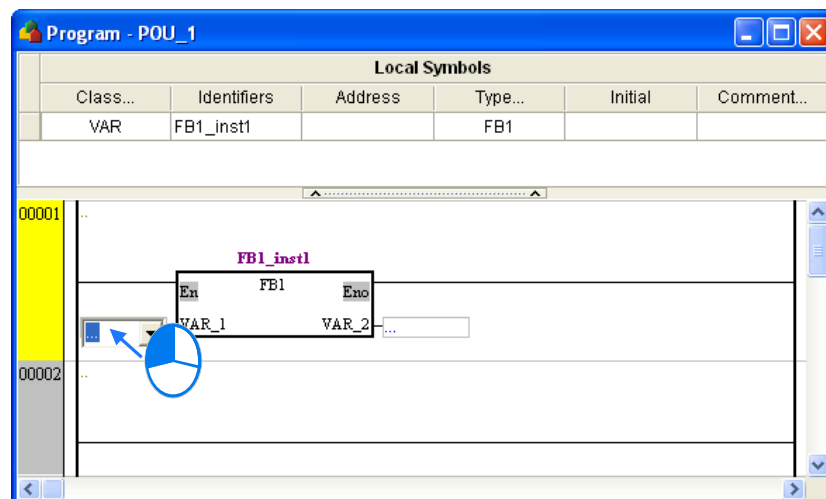 Program - POU_1
Local Symbols
Class... Identifiers Address Type... Initial Comment...
VAR FB1_inst1 FB1
00001 ..
FB1_inst1
En FB1 Eno
... VAR_1 VAR_2 ...
00002 ..